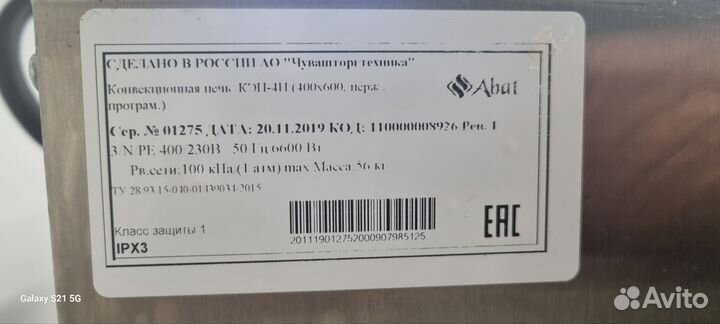 СДЕЛАНО В РОССИИ АО "Чувашторгтехника"
Конвекционная печь КЭП-4П (400х600, нерж.,
програм.)
Abat
Сер. № 01275 ДАТА: 20.11.2019 КОД: 110000008926 Рев. 1
3/N/PE 400/230В 50 Гц 6600 Вт
Рв.сети:100 кПа (1 атм) max Масса:56 кг
ТУ 28.93.15-040-01439034-2015
Класс защиты 1
IPX3
201119012752000907985125
EAC
Galaxy S21 5G
Avito